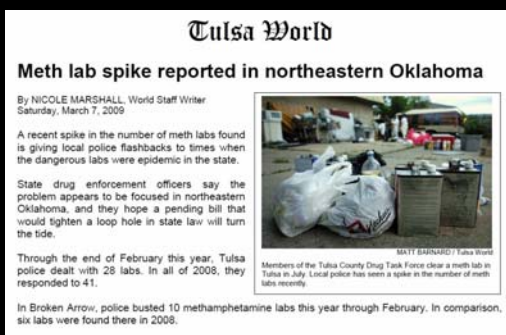 Tulsa World
Meth lab spike reported in northeastern Oklahoma
By NICOLE MARSHALL, World Staff Writer
Saturday, March 7, 2009
A recent spike in the number of meth labs found
is giving local police flashbacks to times when
the dangerous labs were epidemic in the state.
State drug enforcement officers say the
problem appears to be focused in northeastern
Oklahoma, and they hope a pending bill that
would tighten a loop hole in state law will turn
the tide.
Through the end of February this year, Tulsa
police dealt with 28 labs. In all of 2008, they
responded to 41.
MATT BARNARD / Tulsa World
Members of the Tulsa County Drug Task Force clear a meth lab in
Tulsa in July. Local police has seen a spike in the number of meth
labs recently.
In Broken Arrow, police busted 10 methamphetamine labs this year through February. In comparison,
six labs were found there in 2008.